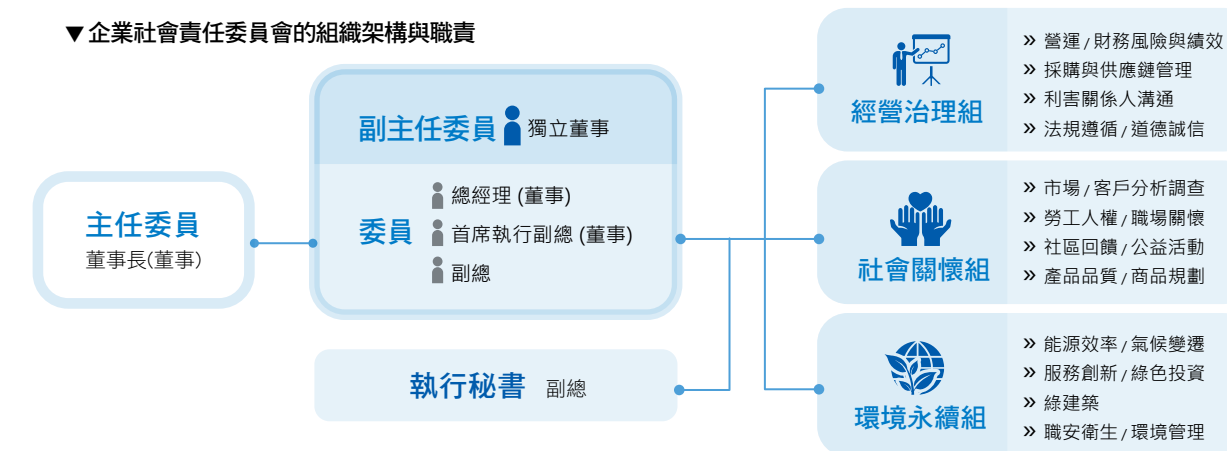 ▼企業社會責任委員會的組織架構與職責
主任委員
董事長(董事)
副主任委員 獨立董事
委員
總經理 (董事)
首席執行副總 (董事)
副總
執行秘書 副總
經營治理組
» 營運/財務風險與績效
» 採購與供應鏈管理
» 利害關係人溝通
» 法規遵循/道德誠信
社會關懷組
» 市場/客戶分析調查
» 勞工人權/職場關懷
» 社區回饋/公益活動
» 產品品質/商品規劃
環境永續組
» 能源效率/氣候變遷
» 服務創新/綠色投資
» 綠建築
» 職安衛生/環境管理